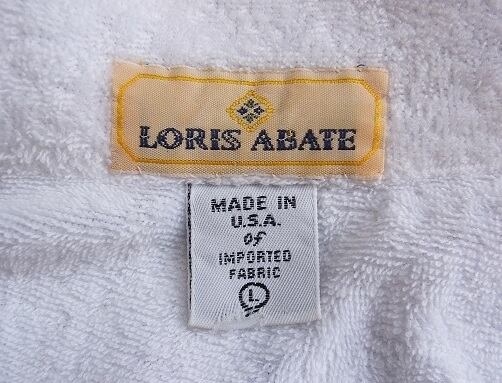 LORIS ABATE
MADE IN
U.S.A.
of
IMPORTED
FABRIC
L